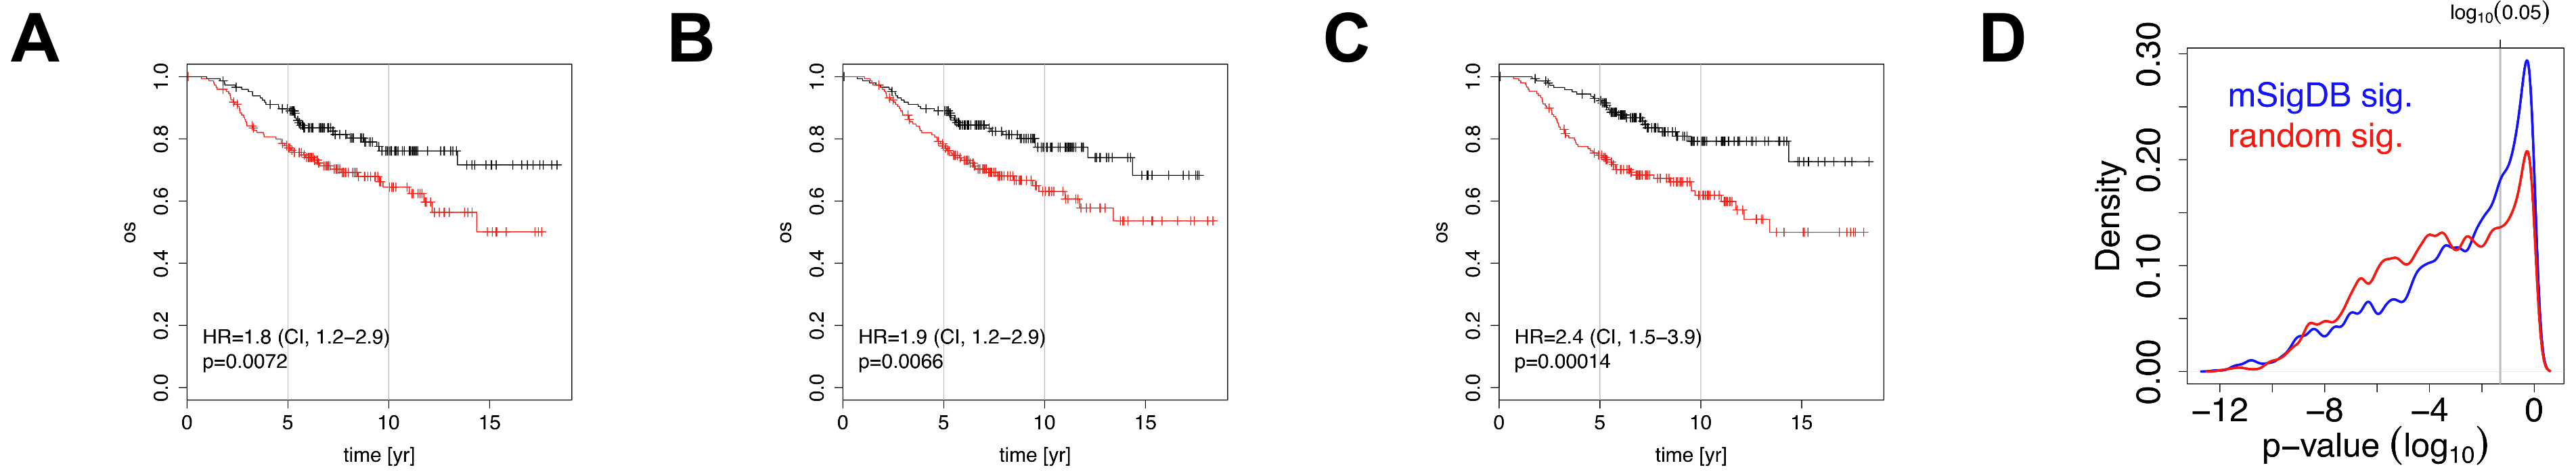 A
os
1.0
0.8
0.6
0.4
0.2
0.0
HR=1.8 (CI, 1.2–2.9)
p=0.0072
0 5 10 15
time [yr]
B
os
1.0
0.8
0.6
0.4
0.2
0.0
HR=1.9 (CI, 1.2–2.9)
p=0.0066
0 5 10 15
time [yr]
C
os
1.0
0.8
0.6
0.4
0.2
0.0
HR=2.4 (CI, 1.5–3.9)
p=0.00014
0 5 10 15
time [yr]
D
log₁₀(0.05)
Density
0.30
0.20
0.10
0.00
mSigDB sig.
random sig.
−12 −8 −4 0
p−value (log₁₀)